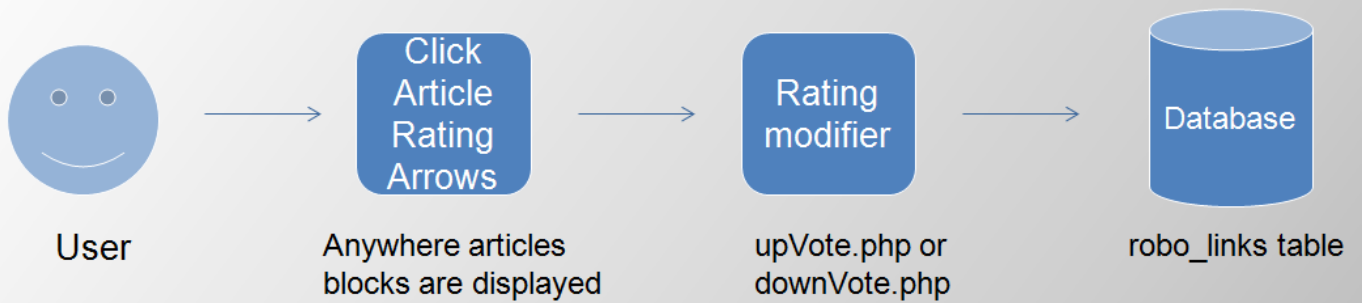 Click
Article
Rating
Arrows
Rating
modifier
Database
User
Anywhere articles
blocks are displayed
upVote.php or
downVote.php
robo_links table